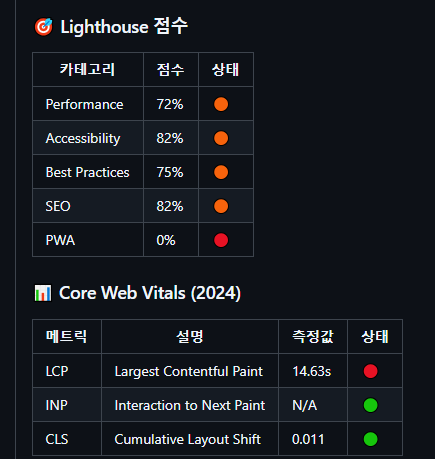 🎯 Lighthouse 점수
카테고리 점수 상태
Performance 72% 🟠
Accessibility 82% 🟠
Best Practices 75% 🟠
SEO 82% 🟠
PWA 0% 🔴
📊 Core Web Vitals (2024)
메트릭 설명 측정값 상태
LCP Largest Contentful Paint 14.63s 🔴
INP Interaction to Next Paint N/A 🟢
CLS Cumulative Layout Shift 0.011 🟢